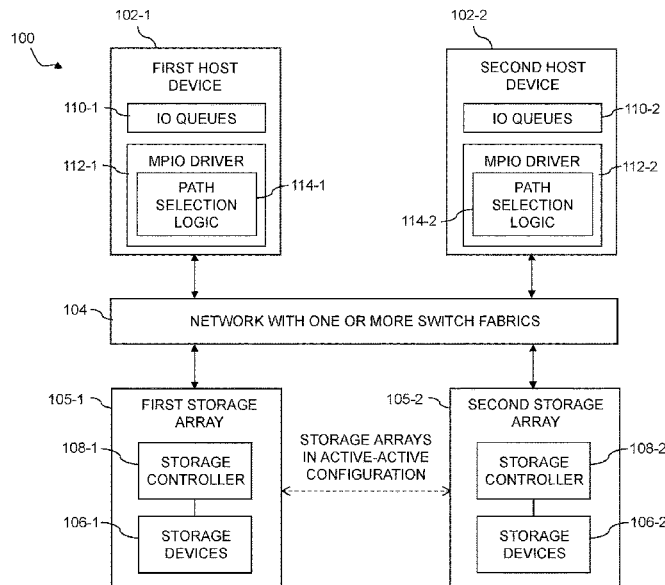 102-1
102-2
100
FIRST HOST
DEVICE
SECOND HOST
DEVICE
110-1
IO QUEUES
IO QUEUES
110-2
112-1
MPIO DRIVER
MPIO DRIVER
112-2
PATH
SELECTION
LOGIC
114-1
114-2
PATH
SELECTION
LOGIC
104
NETWORK WITH ONE OR MORE SWITCH FABRICS
105-1
FIRST STORAGE
ARRAY
105-2
SECOND STORAGE
ARRAY
108-1
STORAGE
CONTROLLER
STORAGE ARRAYS
IN ACTIVE-ACTIVE
CONFIGURATION
STORAGE
CONTROLLER
108-2
106-1
STORAGE
DEVICES
STORAGE
DEVICES
106-2